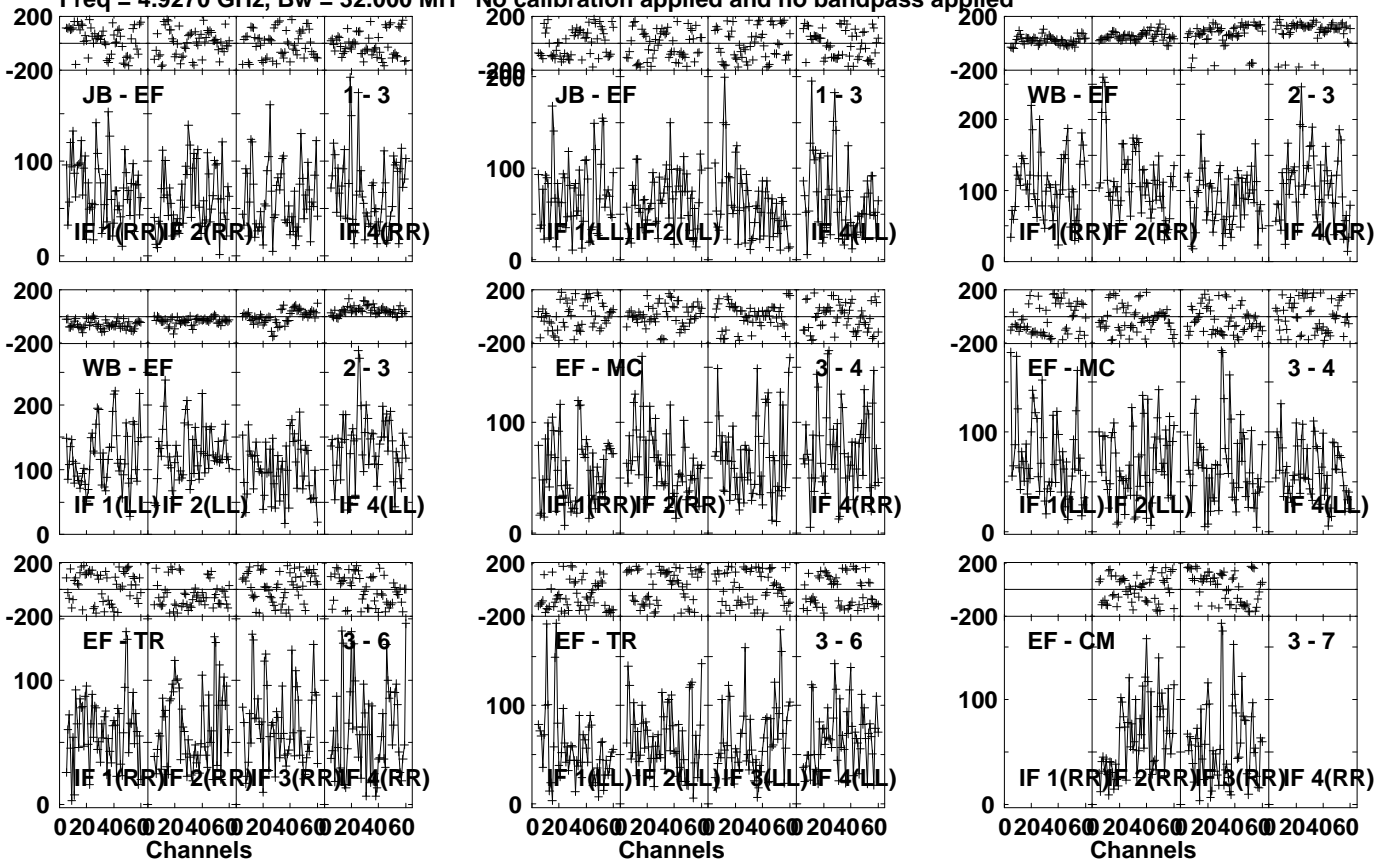 Freq = 4.9270 GHz, Bw = 32.000 MH No calibration applied and no bandpass applied
200 200 200
-200 -200 -200
200
JB - EF 1 - 3 JB - EF 1 - 3 WB - EF 2 - 3
200
100 100 100
IF 1(RR) IF 2(RR) IF 4(RR) IF 1(LL) IF 2(LL) IF 4(LL) IF 1(RR) IF 2(RR) IF 4(RR)
0 0 0
200 200 200
-200 -200 -200
WB - EF 2 - 3 EF - MC 3 - 4 EF - MC 3 - 4
200
100 100 100
IF 1(LL) IF 2(LL) IF 4(LL) IF 1(RR) IF 2(RR) IF 4(RR) IF 1(LL) IF 2(LL) IF 4(LL)
0 0 0
200 200 200
-200 -200 -200
EF - TR 3 - 6 EF - TR 3 - 6 EF - CM 3 - 7
100 100 100
IF 1(RR) IF 2(RR) IF 3(RR) IF 4(RR) IF 1(LL) IF 2(LL) IF 3(LL) IF 4(LL) IF 1(RR) IF 2(RR) IF 3(RR) IF 4(RR)
0 0 0
0 20 40 60 0 20 40 60 0 20 40 60 0 20 40 60 0 20 40 60 0 20 40 60 0 20 40 60 0 20 40 60 0 20 40 60 0 20 40 60 0 20 40 60 0 20 40 60
Channels Channels Channels